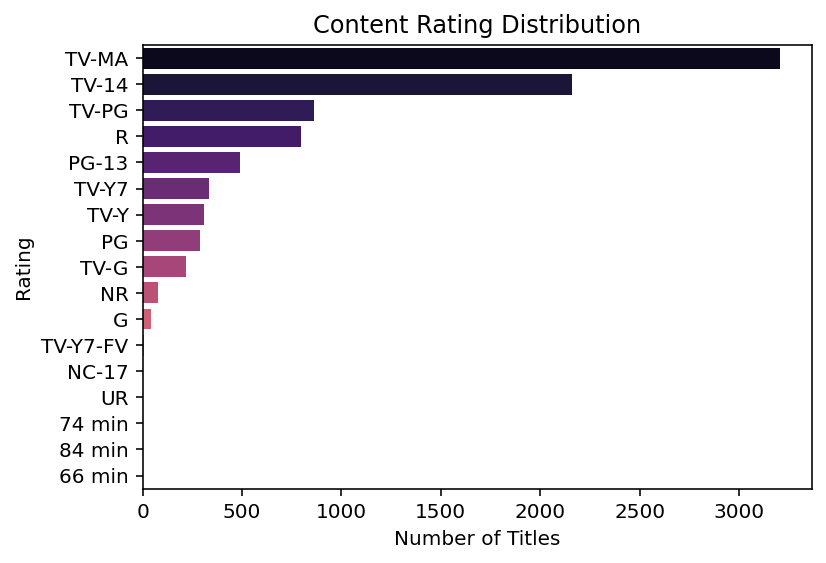 Content Rating Distribution
TV-MA
TV-14
TV-PG
R
PG-13
TV-Y7
TV-Y
PG
TV-G
NR
G
TV-Y7-FV
NC-17
UR
74 min
84 min
66 min
Rating
0 500 1000 1500 2000 2500 3000
Number of Titles